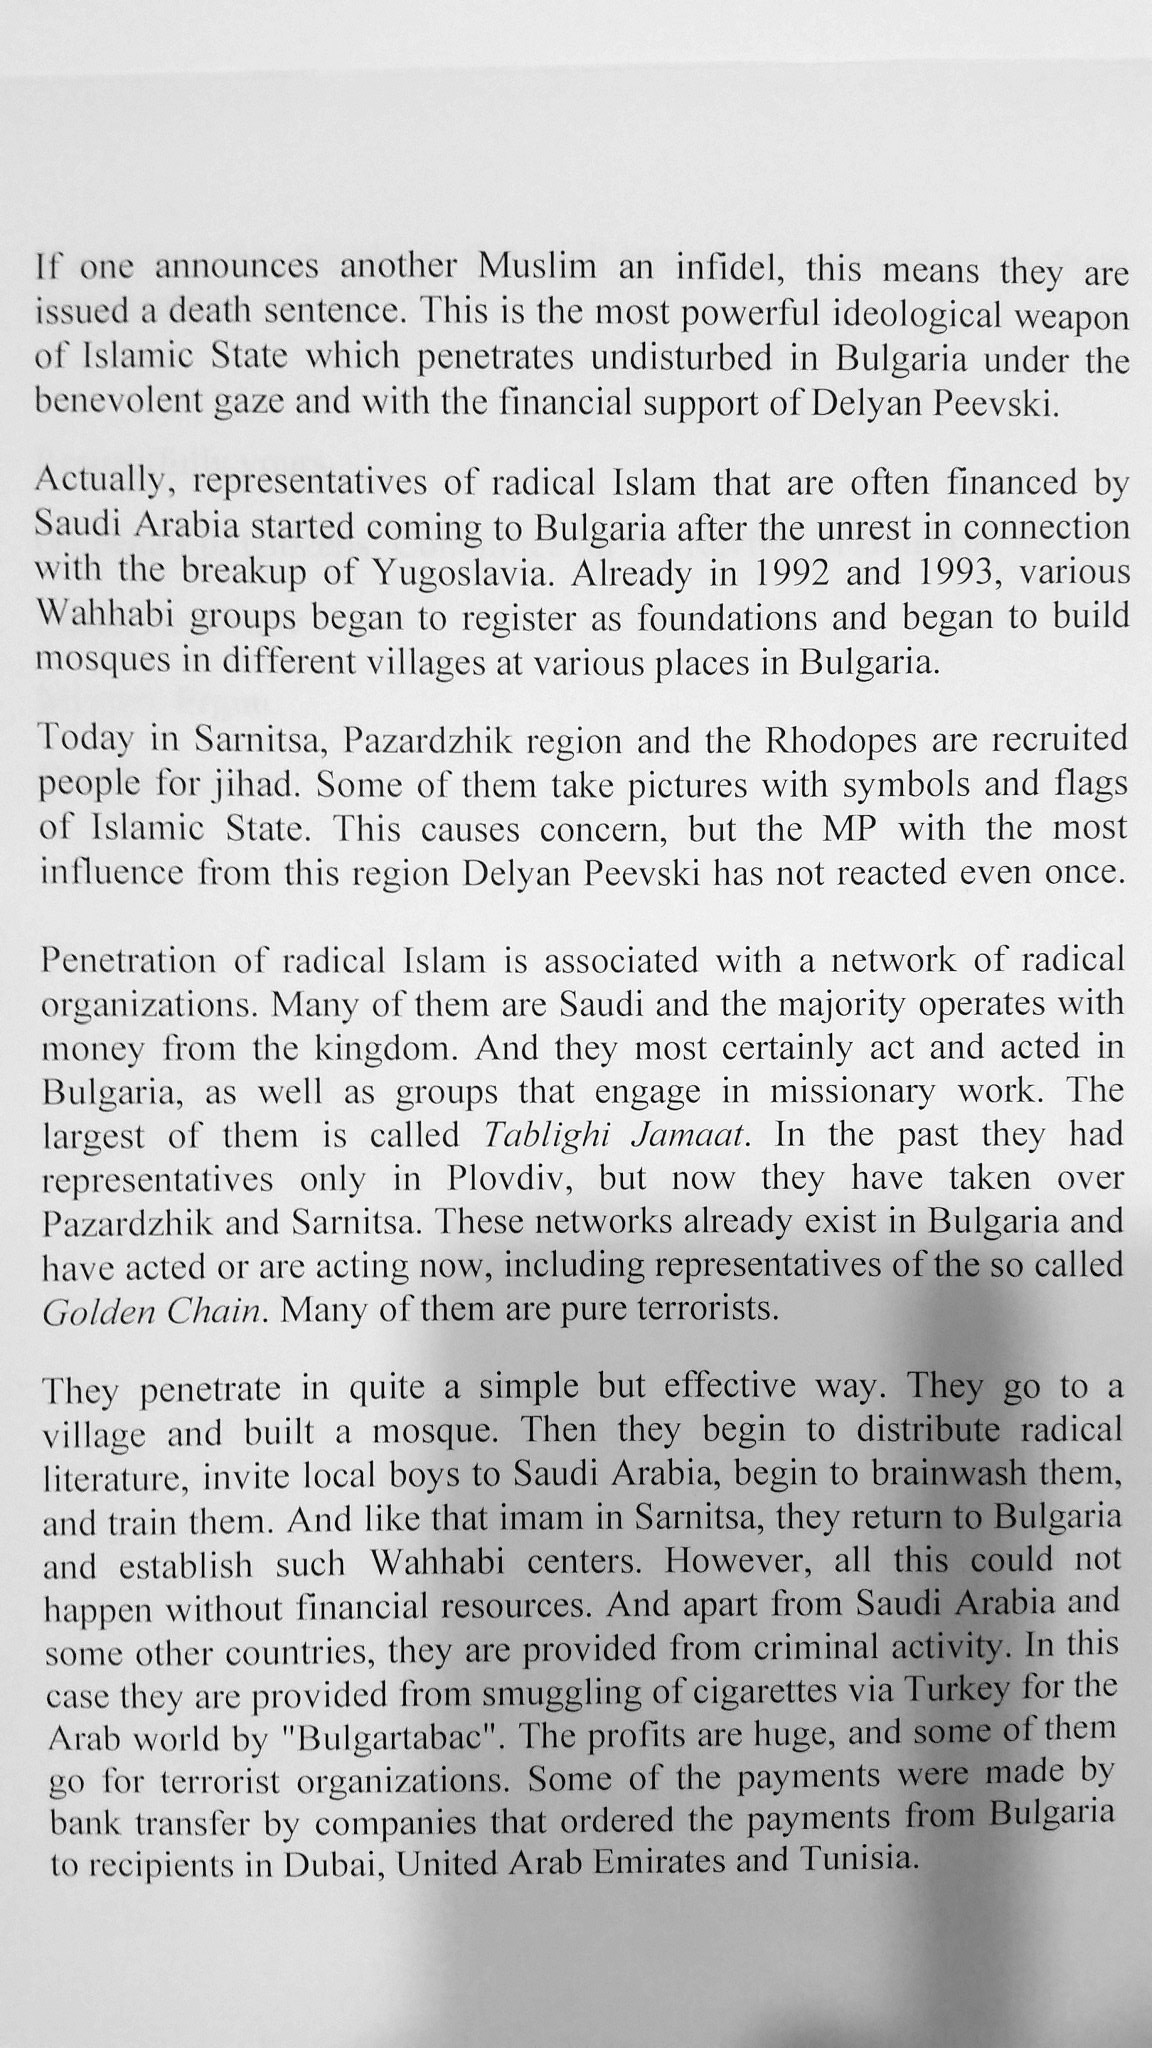 If one announces another Muslim an infidel, this means they are
issued a death sentence. This is the most powerful ideological weapon
of Islamic State which penetrates undisturbed in Bulgaria under the
benevolent gaze and with the financial support of Delyan Peevski.
Actually, representatives of radical Islam that are often financed by
Saudi Arabia started coming to Bulgaria after the unrest in connection
with the breakup of Yugoslavia. Already in 1992 and 1993, various
Wahhabi groups began to register as foundations and began to build
mosques in different villages at various places in Bulgaria.
Today in Sarnitsa, Pazardzhik region and the Rhodopes are recruited
people for jihad. Some of them take pictures with symbols and flags
of Islamic State. This causes concern, but the MP with the most
influence from this region Delyan Peevski has not reacted even once.
Penetration of radical Islam is associated with a network of radical
organizations. Many of them are Saudi and the majority operates with
money from the kingdom. And they most certainly act and acted in
Bulgaria, as well as groups that engage in missionary work. The
largest of them is called Tablighi Jamaat. In the past they had
representatives only in Plovdiv, but now they have taken over
Pazardzhik and Sarnitsa. These networks already exist in Bulgaria and
have acted or are acting now, including representatives of the so called
Golden Chain. Many of them are pure terrorists.
They penetrate in quite a simple but effective way. They go to a
village and built a mosque. Then they begin to distribute radical
literature, invite local boys to Saudi Arabia, begin to brainwash them,
and train them. And like that imam in Sarnitsa, they return to Bulgaria
and establish such Wahhabi centers. However, all this could not
happen without financial resources. And apart from Saudi Arabia and
some other countries, they are provided from criminal activity. In this
case they are provided from smuggling of cigarettes via Turkey for the
Arab world by "Bulgartabac". The profits are huge, and some of them
go for terrorist organizations. Some of the payments were made by
bank transfer by companies that ordered the payments from Bulgaria
to recipients in Dubai, United Arab Emirates and Tunisia.